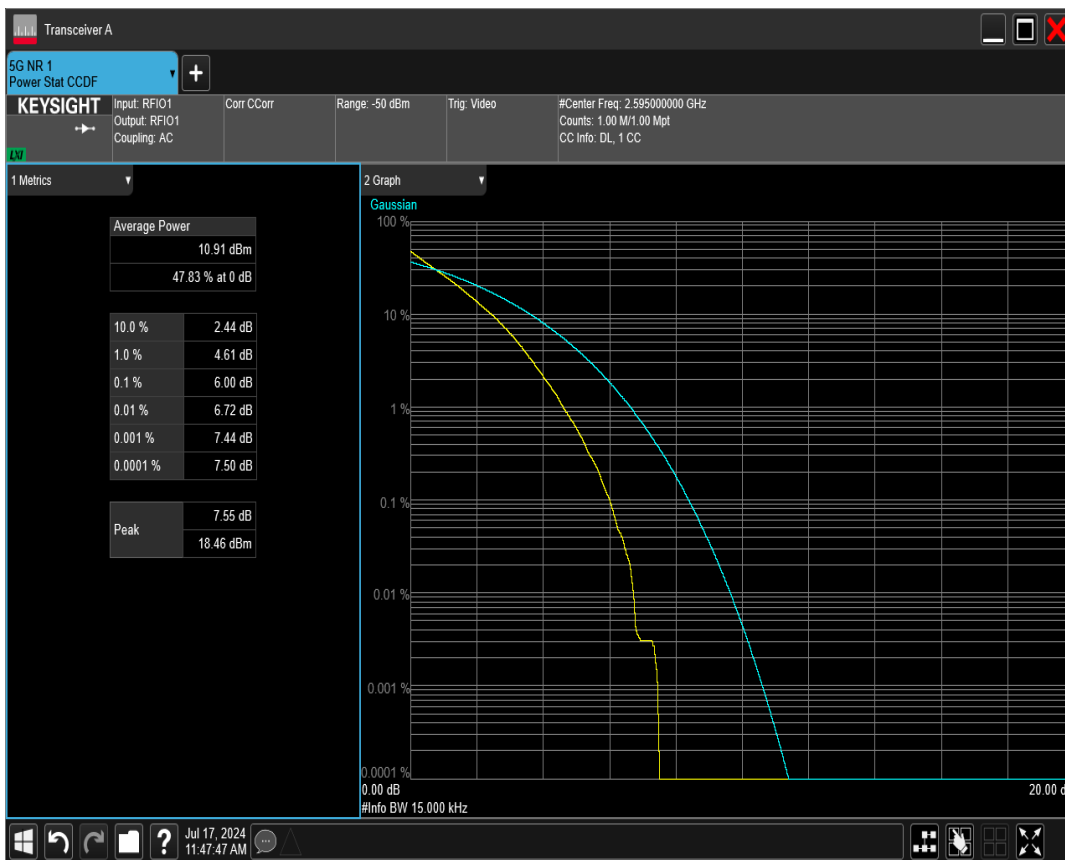 Transceiver A
5G NR 1
Power Stat CCDF
+
KEYSIGHT
LXI
Input: RFIO1
Output: RFIO1
Coupling: AC
Corr CCorr
Range: -50 dBm
Trig: Video
#Center Freq: 2.595000000 GHz
Counts: 1.00 M/1.00 Mpt
CC Info: DL, 1 CC
1 Metrics
Average Power
10.91 dBm
47.83 % at 0 dB
10.0 % 2.44 dB
1.0 % 4.61 dB
0.1 % 6.00 dB
0.01 % 6.72 dB
0.001 % 7.44 dB
0.0001 % 7.50 dB
Peak 7.55 dB
18.46 dBm
2 Graph
Gaussian
100 %
10 %
1 %
0.1 %
0.01 %
0.001 %
0.0001 %
0.00 dB 20.00 d
#Info BW 15.000 kHz
?
Jul 17, 2024
11:47:47 AM